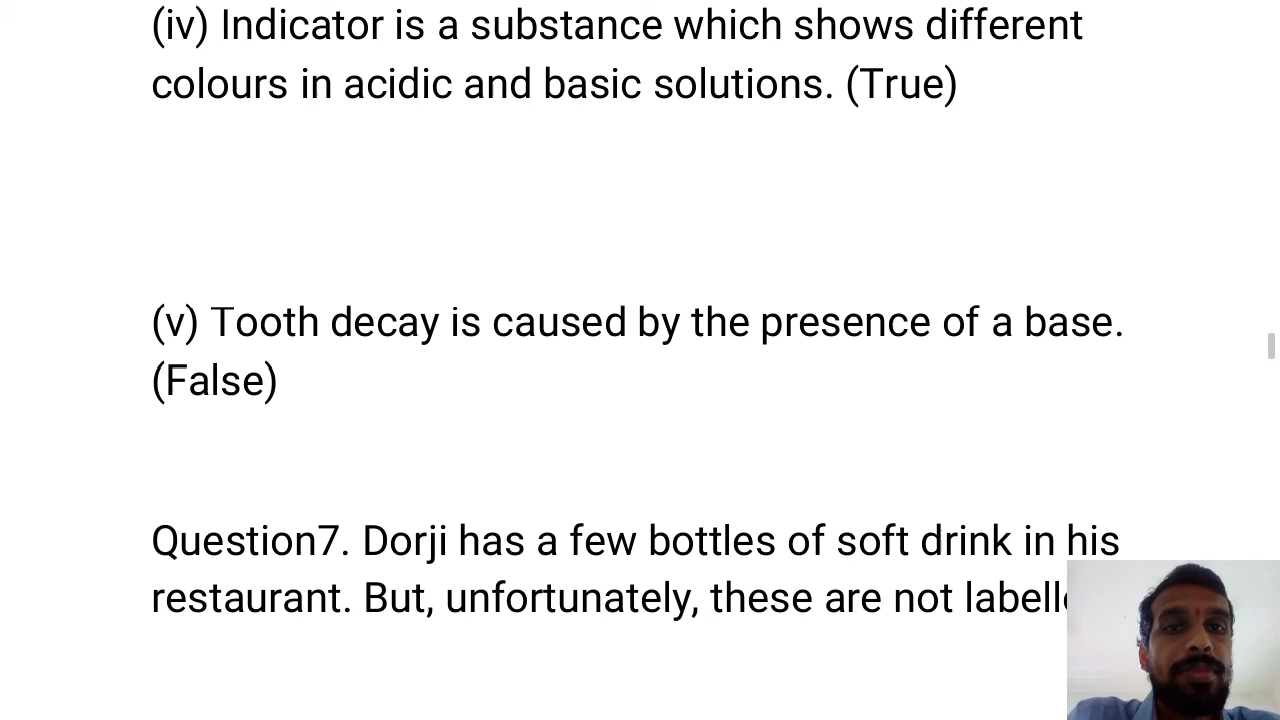 (iv) Indicator is a substance which shows different
colours in acidic and basic solutions. (True)
(v) Tooth decay is caused by the presence of a base.
(False)
Question7. Dorji has a few bottles of soft drink in his
restaurant. But, unfortunately, these are not